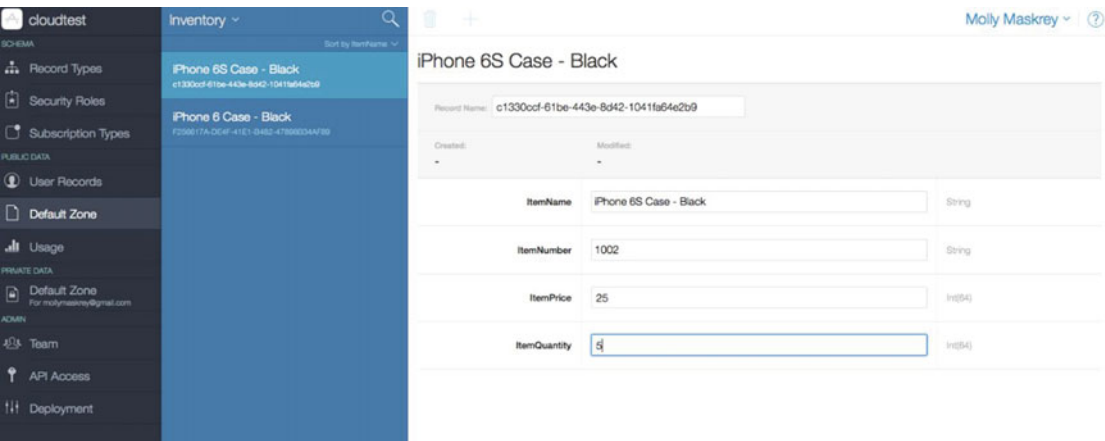 cloudtest
SCHEMA
Record Types
Security Roles
Subscription Types
PUBLIC DATA
User Records
Default Zone
Usage
PRIVATE DATA
Default Zone
For mollymaskrey@gmail.com
ADMIN
Team
API Access
Deployment
Inventory
Sort by ItemName
iPhone 6S Case - Black
c1330ccf-61be-443e-8d42-1041fa64e2b9
iPhone 6 Case - Black
Molly Maskrey
?
iPhone 6S Case - Black
Record Name: c1330ccf-61be-443e-8d42-1041fa64e2b9
Created: Modified:
- -
ItemName iPhone 6S Case - Black String
ItemNumber 1002 String
ItemPrice 25 Int(64)
ItemQuantity 5 Int(64)